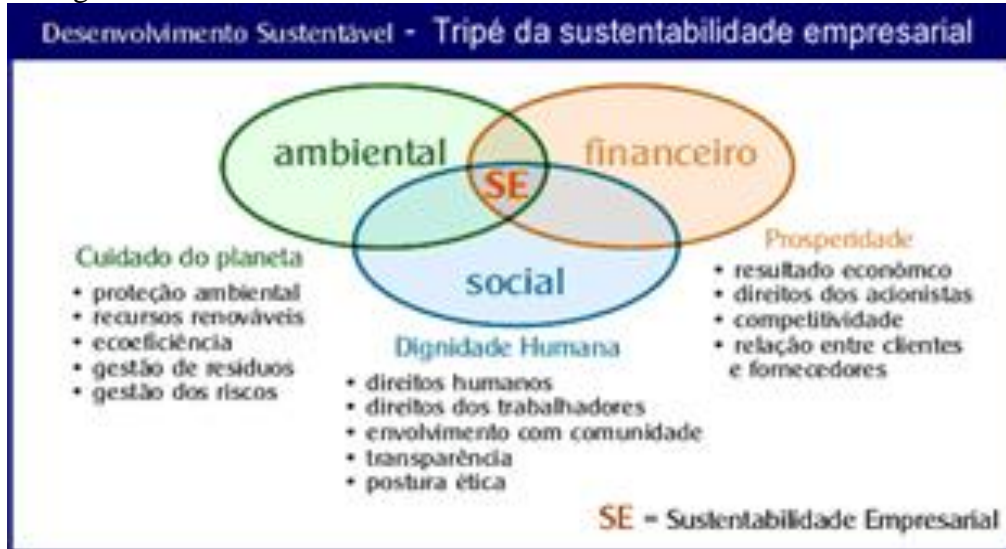 Desenvolvimento Sustentável - Tripé da sustentabilidade empresarial
ambiental
financeiro
SE
social
Cuidado do planeta
• proteção ambiental
• recursos renováveis
• ecoeficiência
• gestão de resíduos
• gestão dos riscos
Dignidade Humana
• direitos humanos
• direitos dos trabalhadores
• envolvimento com comunidade
• transparência
• postura ética
Prosperidade
• resultado econômco
• direitos dos acionistas
• competitividade
• relação entre clientes
e fornecedores
SE = Sustentabilidade Empresarial